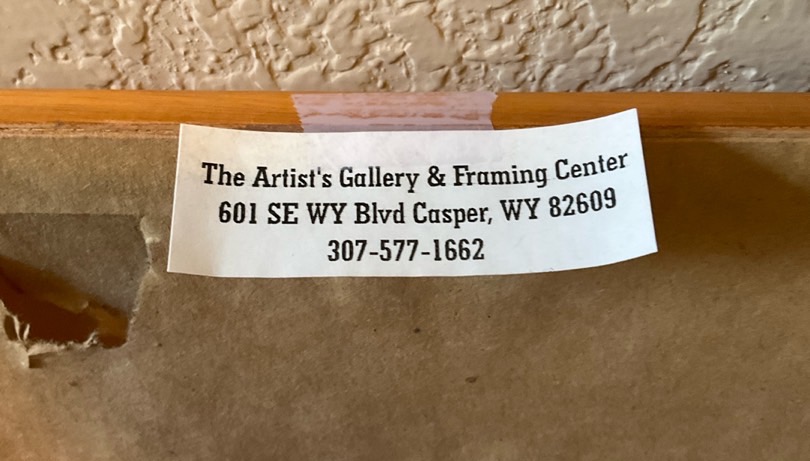 The Artist's Gallery & Framing Center
601 SE WY Blvd Casper, WY 82609
307-577-1662